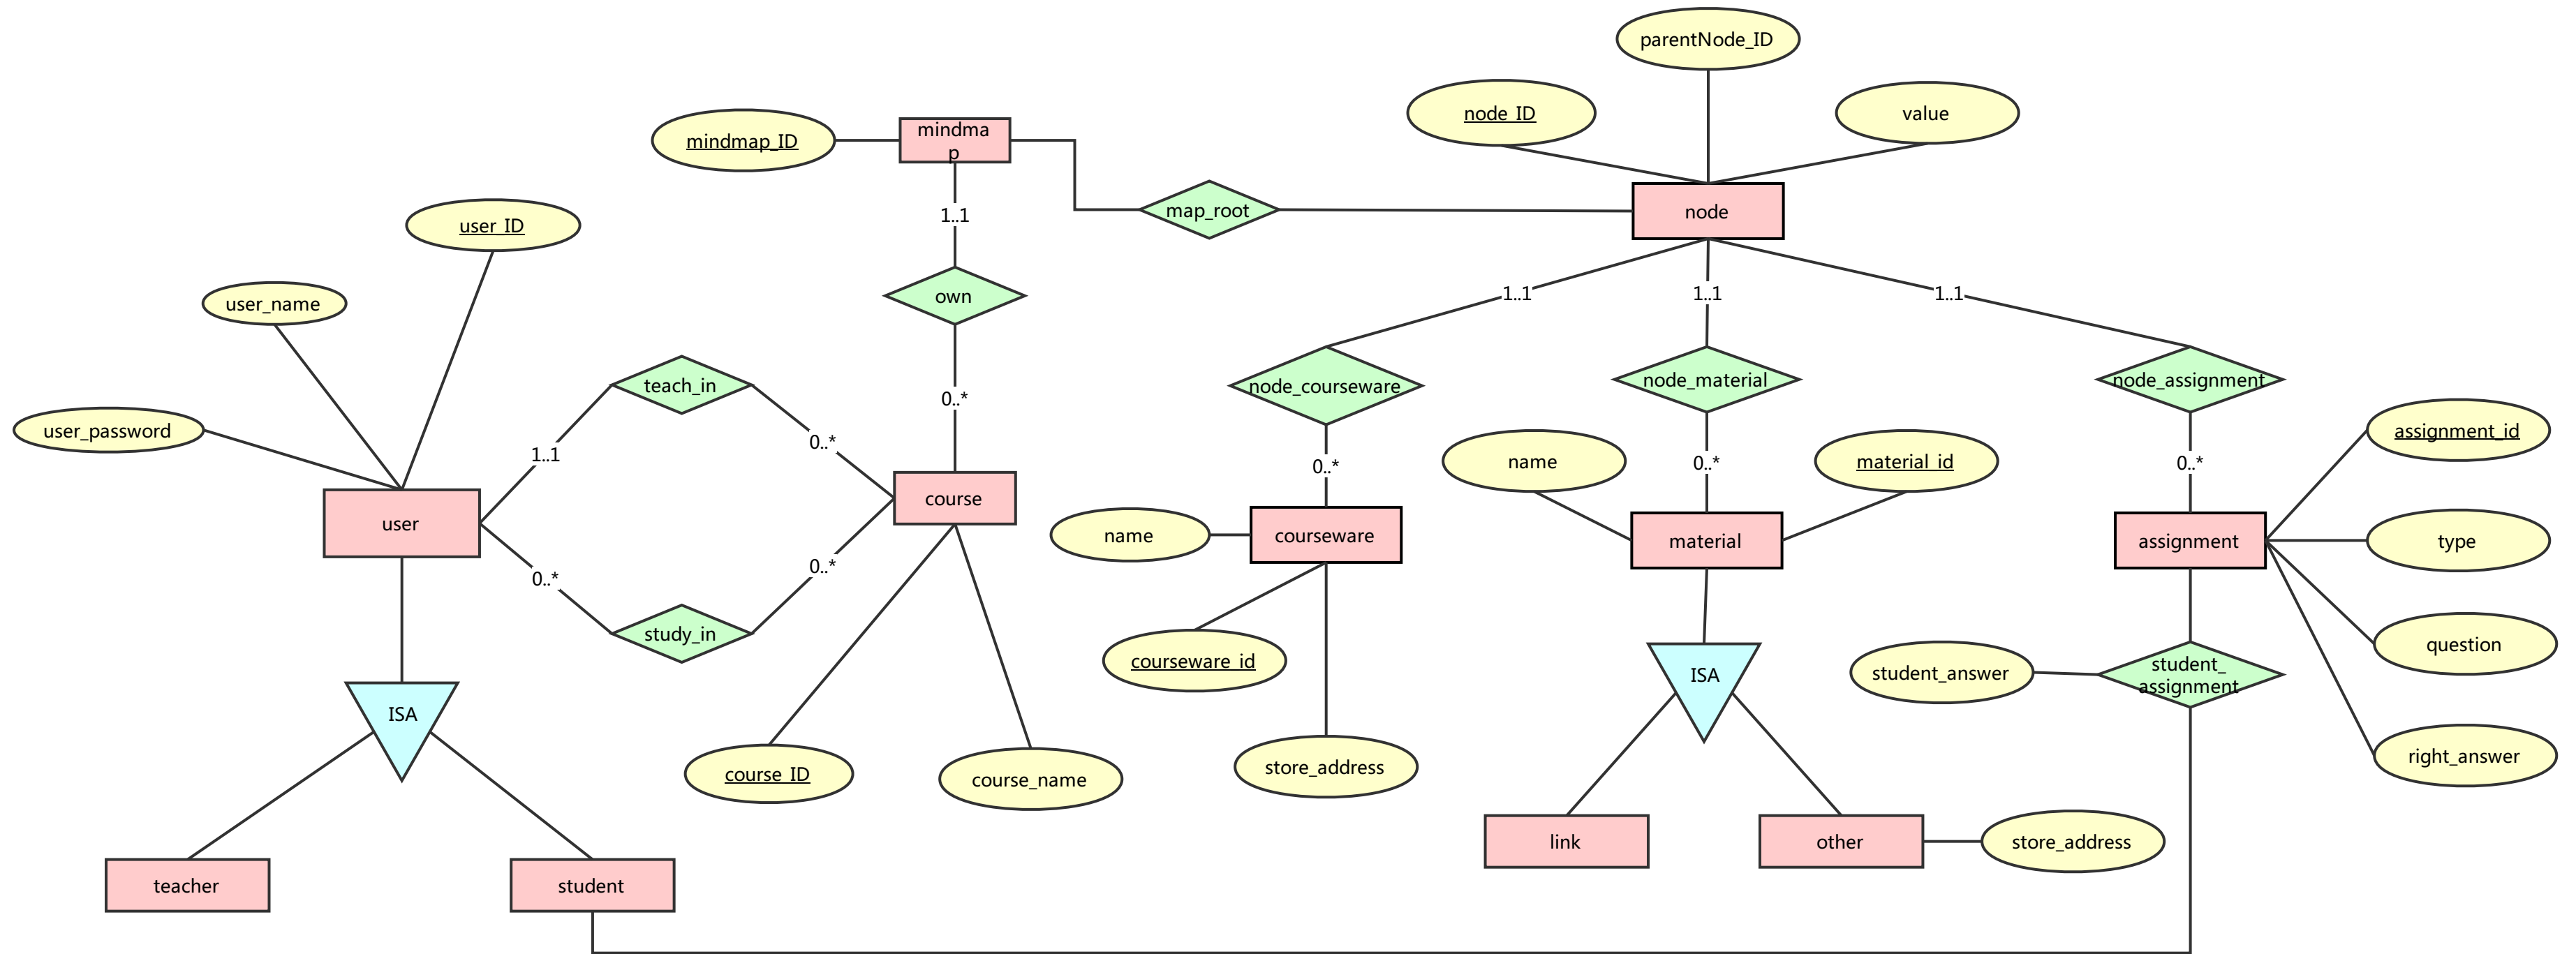 parentNode_ID
node_ID
value
mindmap_ID
mindma
p
map_root
node
1..1
user_ID
own
user_name
1..1
1..1
1..1
teach_in
node_courseware
node_material
node_assignment
0..*
user_password
assignment_id
0..*
1..1
name
0..*
material_id
0..*
0..*
course
user
name
courseware
material
assignment
type
0..*
0..*
study_in
courseware_id
student_answer
student_
assignment
question
ISA
ISA
course_ID
course_name
store_address
right_answer
link
other
store_address
teacher
student